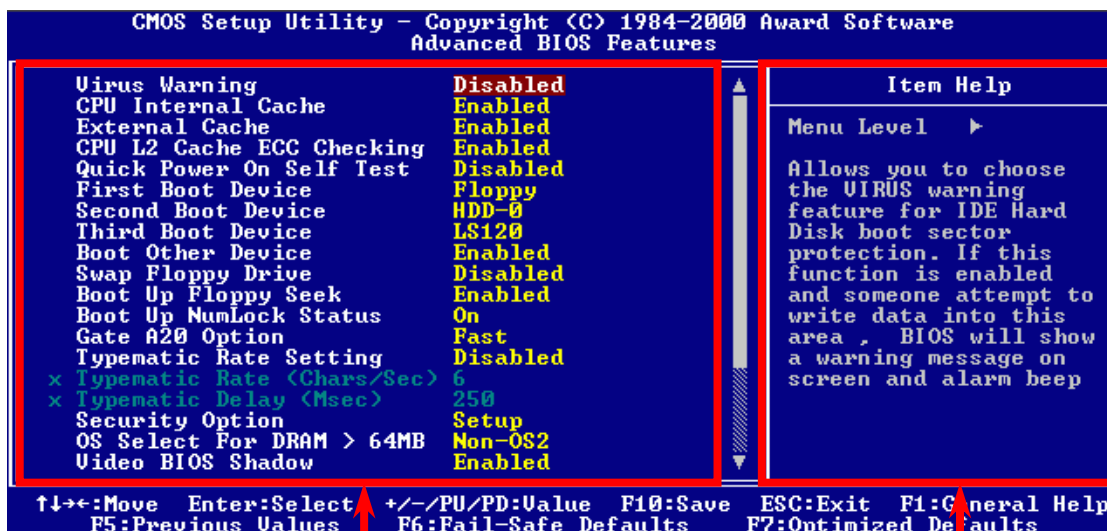 CMOS Setup Utility - Copyright (C) 1984-2000 Award Software
Advanced BIOS Features
Virus Warning Disabled
CPU Internal Cache Enabled
External Cache Enabled
CPU L2 Cache ECC Checking Enabled
Quick Power On Self Test Disabled
First Boot Device Floppy
Second Boot Device HDD-0
Third Boot Device LS120
Boot Other Device Enabled
Swap Floppy Drive Disabled
Boot Up Floppy Seek Enabled
Boot Up NumLock Status On
Gate A20 Option Fast
Typematic Rate Setting Disabled
x Typematic Rate (Chars/Sec) 6
x Typematic Delay (Msec) 250
Security Option Setup
OS Select For DRAM > 64MB Non-OS2
Video BIOS Shadow Enabled
Item Help
Menu Level
Allows you to choose
the VIRUS warning
feature for IDE Hard
Disk boot sector
protection. If this
function is enabled
and someone attempt to
write data into this
area , BIOS will show
a warning message on
screen and alarm beep
↑↓→←:Move Enter:Select +/-/PU/PD:Value F10:Save ESC:Exit F1:General Help
F5:Previous Values F6:Fail-Safe Defaults F7:Optimized Defaults